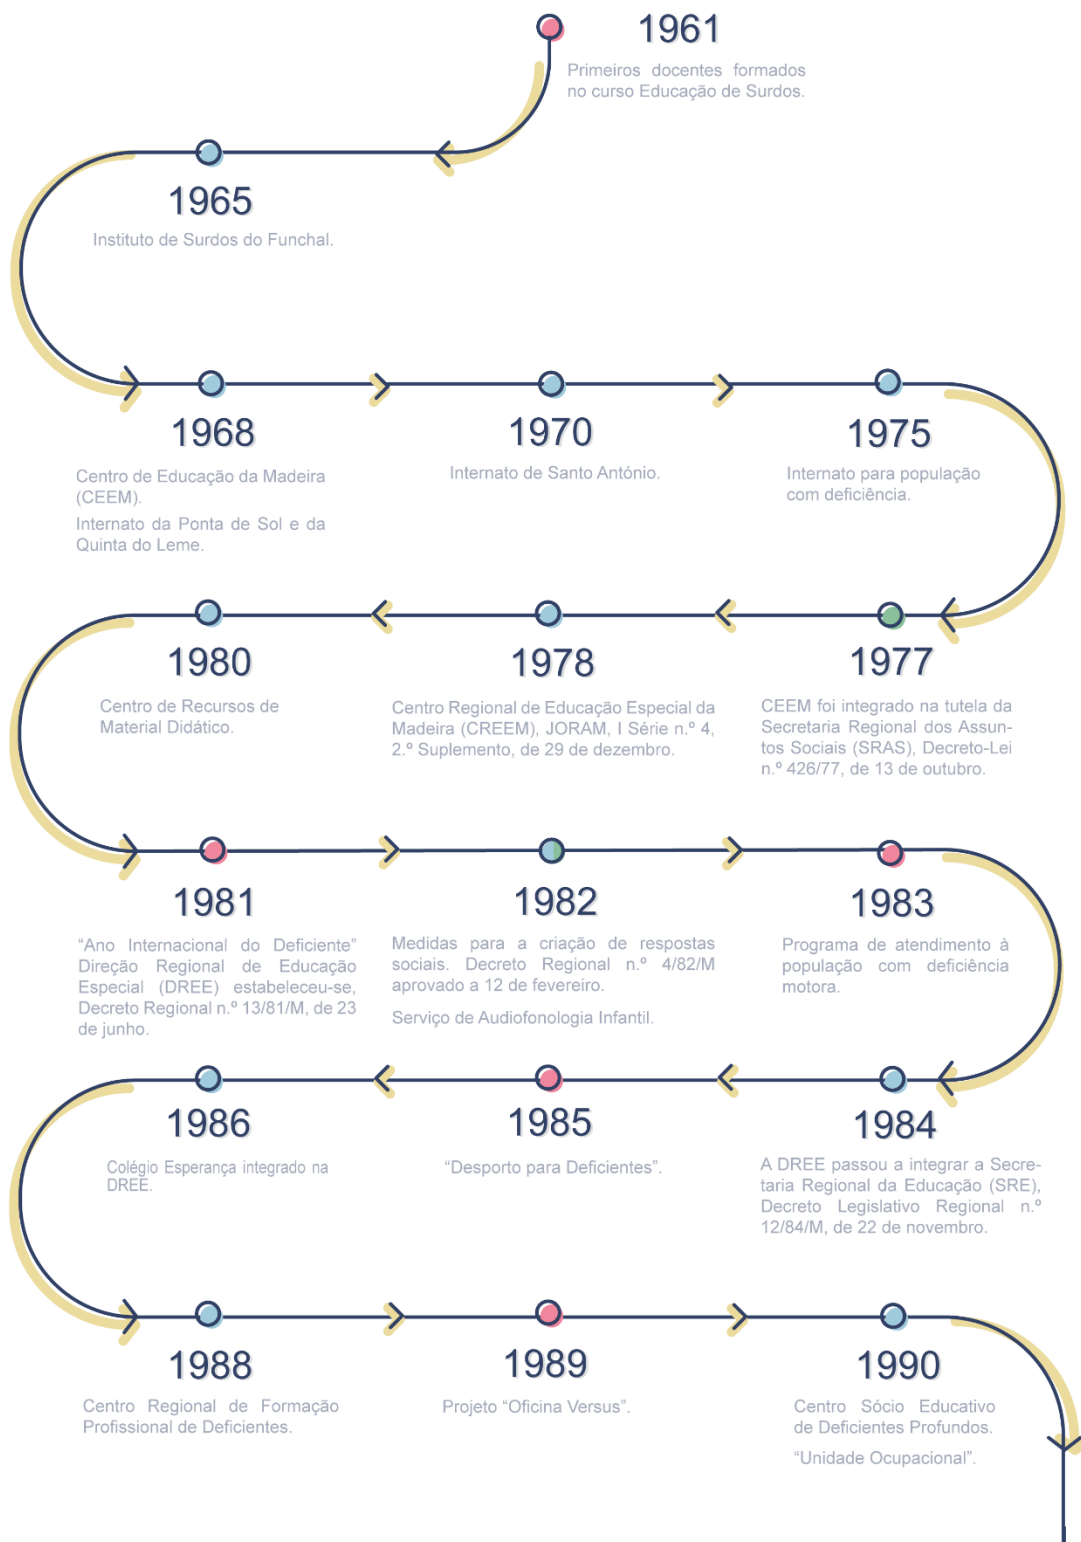 1961
Primeiros docentes formados
no curso Educação de Surdos.
1965
Instituto de Surdos do Funchal.
1968
Centro de Educação da Madeira
(CEEM).
Internato da Ponta de Sol e da
Quinta do Leme.
1970
Internato de Santo António.
1975
Internato para população
com deficiência.
1977
CEEM foi integrado na tutela da
Secretaria Regional dos Assun-
tos Sociais (SRAS), Decreto-Lei
n.º 426/77, de 13 de outubro.
1978
Centro Regional de Educação Especial da
Madeira (CREEM), JORAM, I Série n.º 4,
2.º Suplemento, de 29 de dezembro.
1980
Centro de Recursos de
Material Didático.
1981
“Ano Internacional do Deficiente”
Direção Regional de Educação
Especial (DREE) estabeleceu-se,
Decreto Regional n.º 13/81/M, de 23
de junho.
1982
Medidas para a criação de respostas
sociais. Decreto Regional n.º 4/82/M
aprovado a 12 de fevereiro.
Serviço de Audiofonologia Infantil.
1983
Programa de atendimento à
população com deficiência
motora.
1984
A DREE passou a integrar a Secre-
taria Regional da Educação (SRE),
Decreto Legislativo Regional n.º
12/84/M, de 22 de novembro.
1985
“Desporto para Deficientes”.
1986
Colégio Esperança integrado na
DREE.
1988
Centro Regional de Formação
Profissional de Deficientes.
1989
Projeto “Oficina Versus”.
1990
Centro Sócio Educativo
de Deficientes Profundos.
“Unidade Ocupacional”.